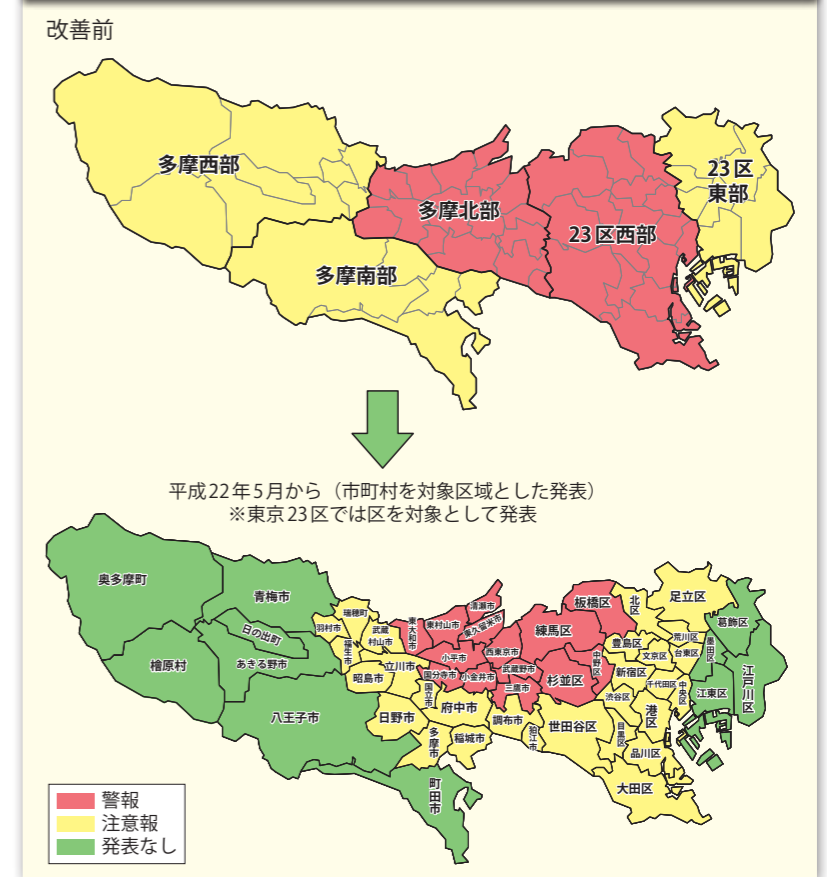 改善前
多摩西部
多摩北部
23区西部
23区
東部
多摩南部
平成22年5月から（市町村を対象区域とした発表）
※東京23区では区を対象として発表
奥多摩町
青梅市
日の出町
檜原村
あきる野市
八王子市
瑞穂町
羽村市
武蔵
村山市
福生市
昭島市
立川市
東大和市
東村山市
清瀬市
東久留米市
小平市
西東京市
国分寺市
小金井市
武蔵野市
三鷹市
国立市
日野市
府中市
調布市
狛江市
多摩市
稲城市
町田市
練馬区
板橋区
北区
足立区
葛飾区
豊島区
荒川区
文京区
台東区
墨田区
中野区
杉並区
新宿区
千代田区
中央区
江東区
江戸川区
渋谷区
港区
世田谷区
目黒区
品川区
大田区
警報
注意報
発表なし